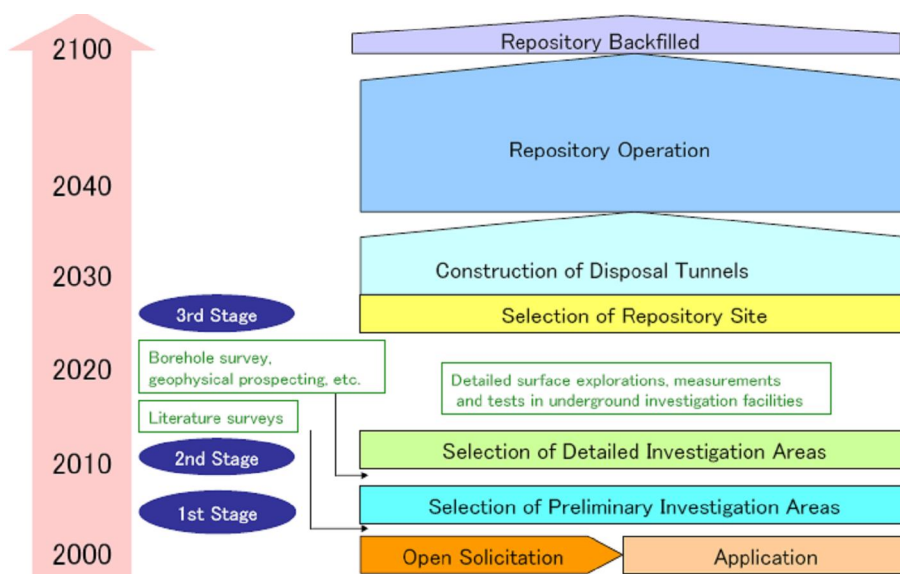 2100
Repository Backfilled
Repository Operation
2040
2030
Construction of Disposal Tunnels
3rd Stage
Selection of Repository Site
2020
Borehole survey,
geophysical prospecting, etc.
Detailed surface explorations, measurements
and tests in underground investigation facilities
Literature surveys
2010
2nd Stage
Selection of Detailed Investigation Areas
1st Stage
Selection of Preliminary Investigation Areas
2000
Open Solicitation
Application